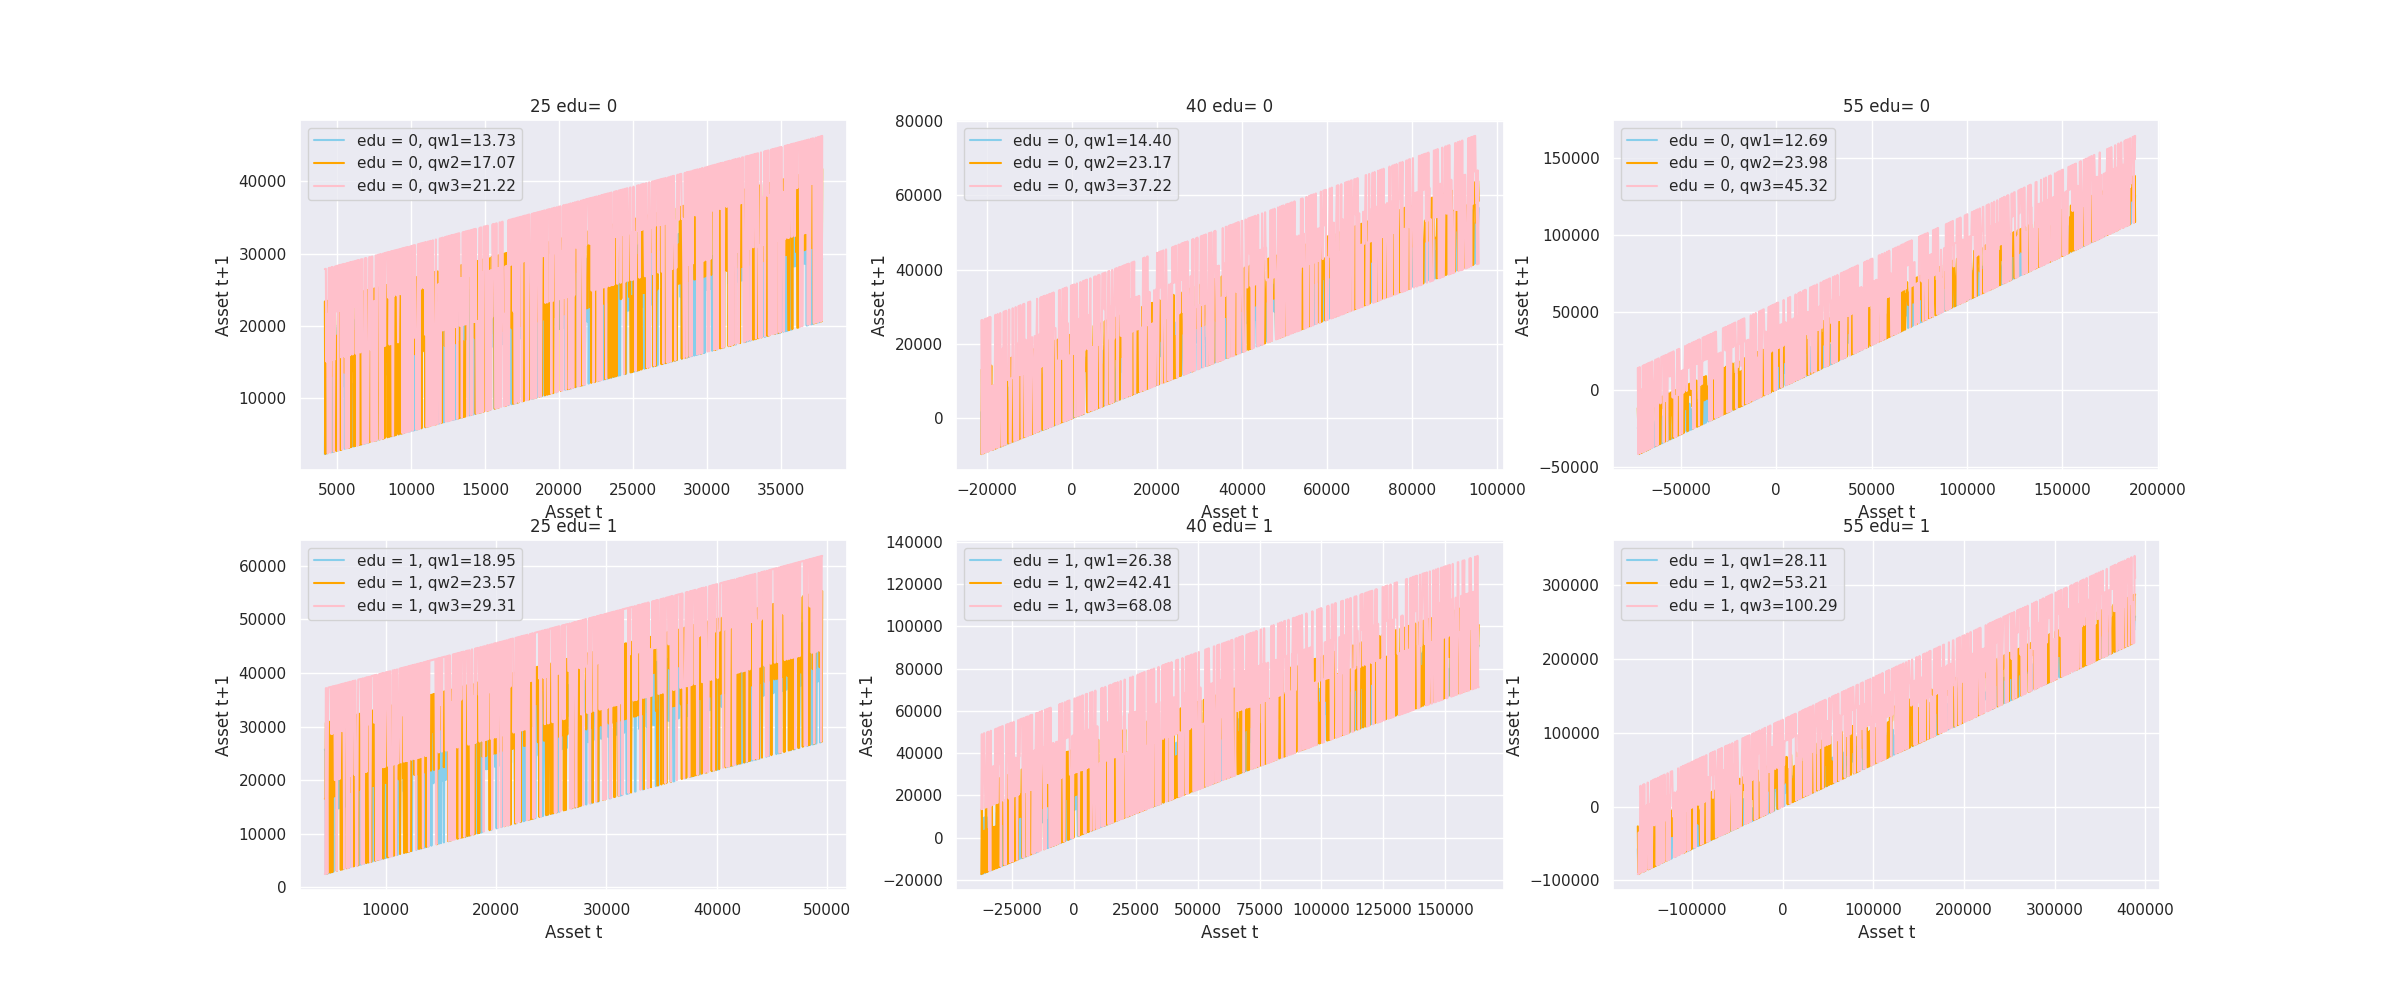 25 edu= 0
edu = 0, qw1=13.73
edu = 0, qw2=17.07
edu = 0, qw3=21.22
Asset t+1
40000
30000
20000
10000
5000 10000 15000 20000 25000 30000 35000
Asset t
40 edu= 0
edu = 0, qw1=14.40
edu = 0, qw2=23.17
edu = 0, qw3=37.22
Asset t+1
80000
60000
40000
20000
0
−20000 0 20000 40000 60000 80000 100000
Asset t
55 edu= 0
edu = 0, qw1=12.69
edu = 0, qw2=23.98
edu = 0, qw3=45.32
Asset t+1
150000
100000
50000
0
−50000
−50000 0 50000 100000 150000 200000
Asset t
25 edu= 1
edu = 1, qw1=18.95
edu = 1, qw2=23.57
edu = 1, qw3=29.31
Asset t+1
60000
50000
40000
30000
20000
10000
0
10000 20000 30000 40000 50000
Asset t
40 edu= 1
edu = 1, qw1=26.38
edu = 1, qw2=42.41
edu = 1, qw3=68.08
Asset t+1
140000
120000
100000
80000
60000
40000
20000
0
−20000
−25000 0 25000 50000 75000 100000 125000 150000
Asset t
55 edu= 1
edu = 1, qw1=28.11
edu = 1, qw2=53.21
edu = 1, qw3=100.29
Asset t+1
300000
200000
100000
0
−100000
−100000 0 100000 200000 300000 400000
Asset t